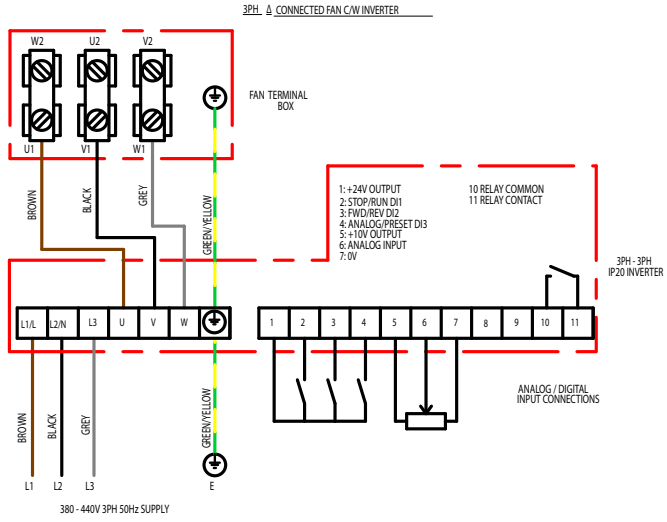 3PH Δ CONNECTED FAN C/W INVERTER
W2 U2 V2
FAN TERMINAL
BOX
U1 V1 W1
BROWN
BLACK
GREY
GREEN/YELLOW
1: +24V OUTPUT
2: STOP/RUN DI1
3: FWD/REV DI2
4: ANALOG/PRESET DI3
5: +10V OUTPUT
6: ANALOG INPUT
7: 0V
10 RELAY COMMON
11 RELAY CONTACT
3PH - 3PH
IP20 INVERTER
L1/L L2/N L3 U V W
1 2 3 4 5 6 7 8 9 10 11
ANALOG / DIGITAL
INPUT CONNECTIONS
BROWN
BLACK
GREY
GREEN/YELLOW
L1 L2 L3 E
380 - 440V 3PH 50Hz SUPPLY